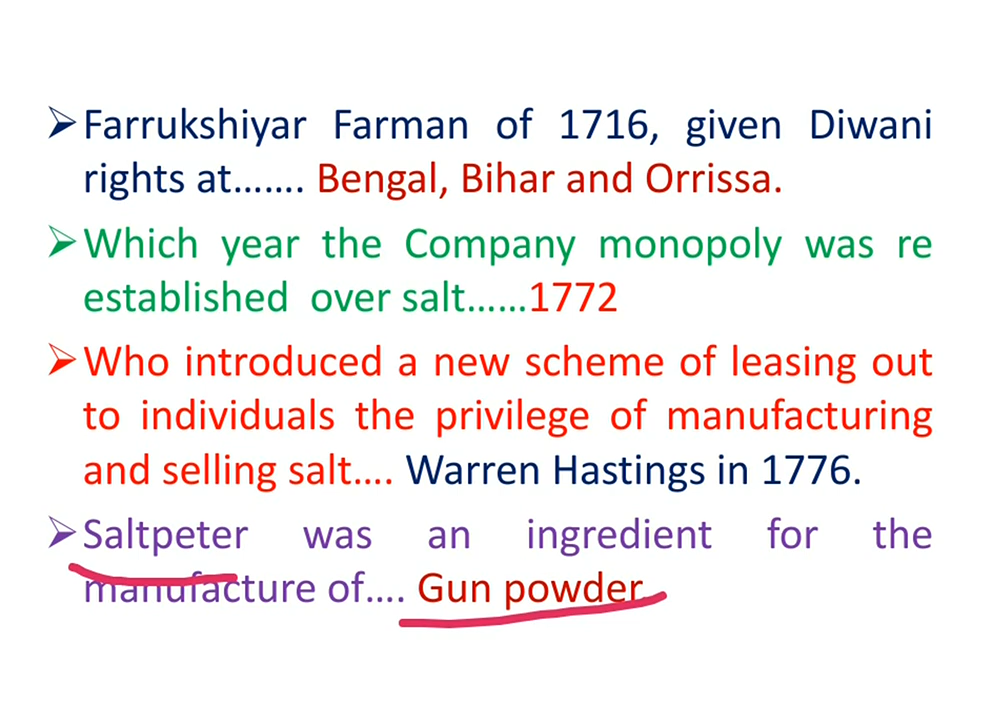 ➢Farrukshiyar Farman of 1716, given Diwani
rights at……. Bengal, Bihar and Orrissa.
➢Which year the Company monopoly was re
established over salt……1772
➢Who introduced a new scheme of leasing out
to individuals the privilege of manufacturing
and selling salt…. Warren Hastings in 1776.
➢Saltpeter was an ingredient for the
manufacture of…. Gun powder.